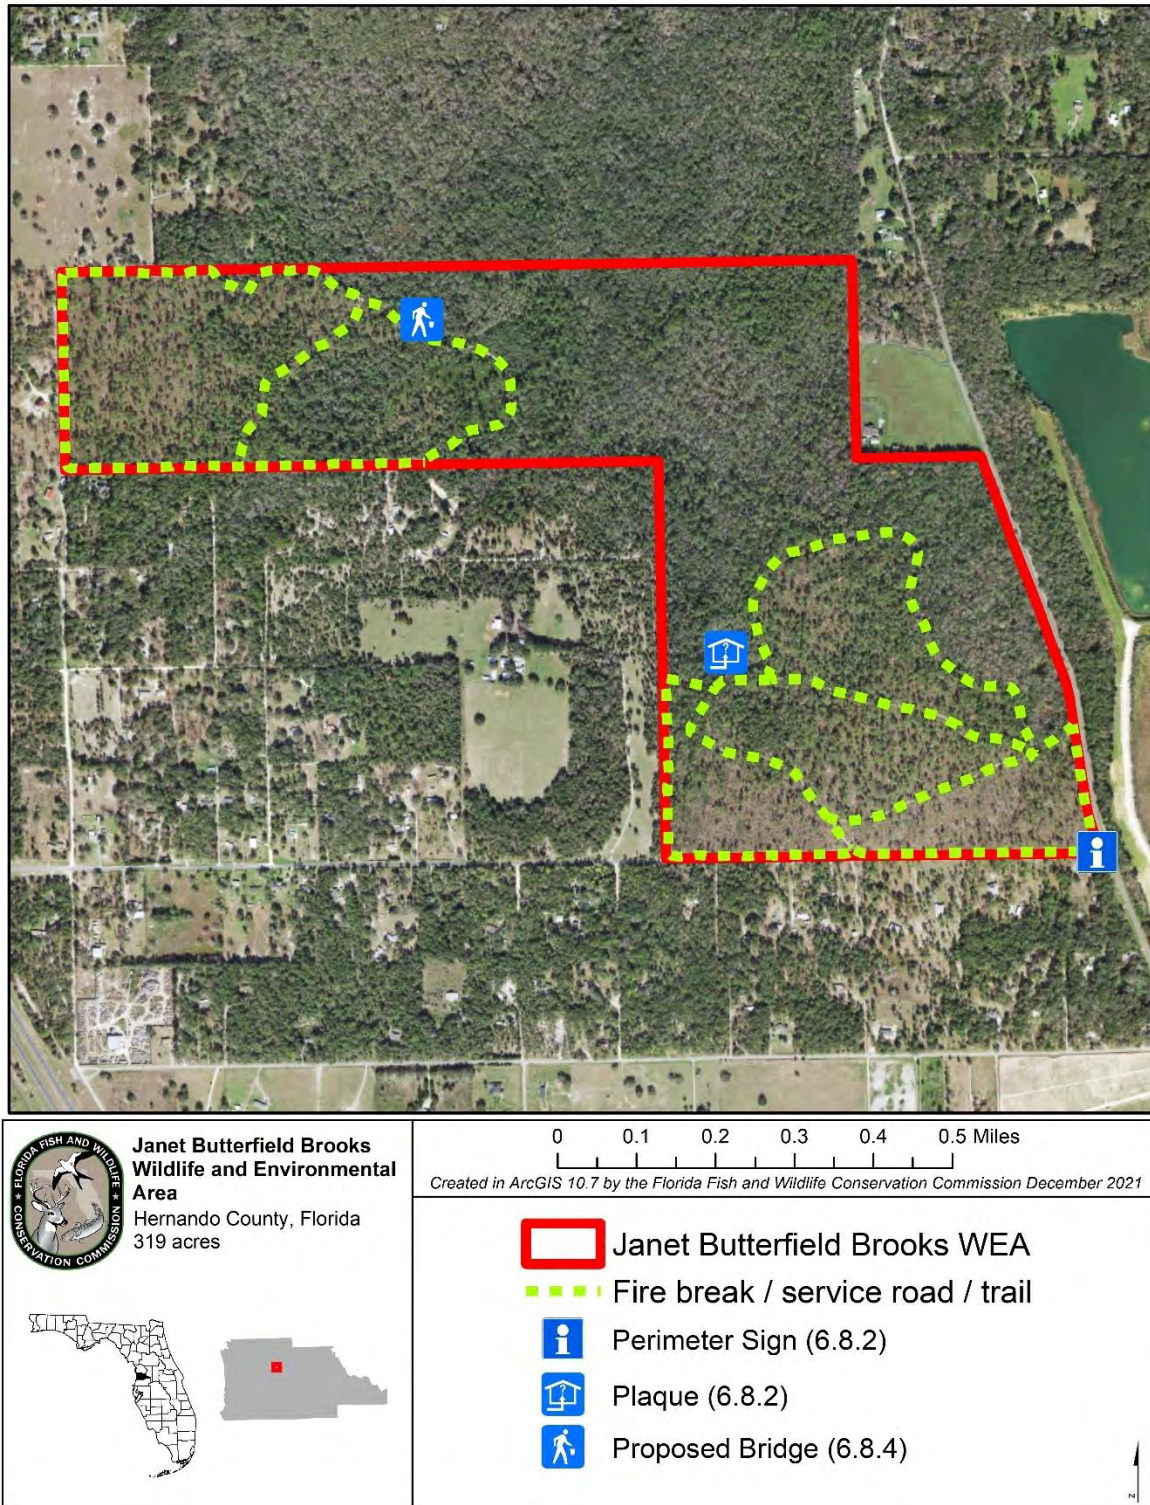 FLORIDA FISH AND WILDLIFE
CONSERVATION COMMISSION
Janet Butterfield Brooks
Wildlife and Environmental
Area
Hernando County, Florida
319 acres
0 0.1 0.2 0.3 0.4 0.5 Miles
Created in ArcGIS 10.7 by the Florida Fish and Wildlife Conservation Commission December 2021
Janet Butterfield Brooks WEA
Fire break / service road / trail
Perimeter Sign (6.8.2)
Plaque (6.8.2)
Proposed Bridge (6.8.4)
N